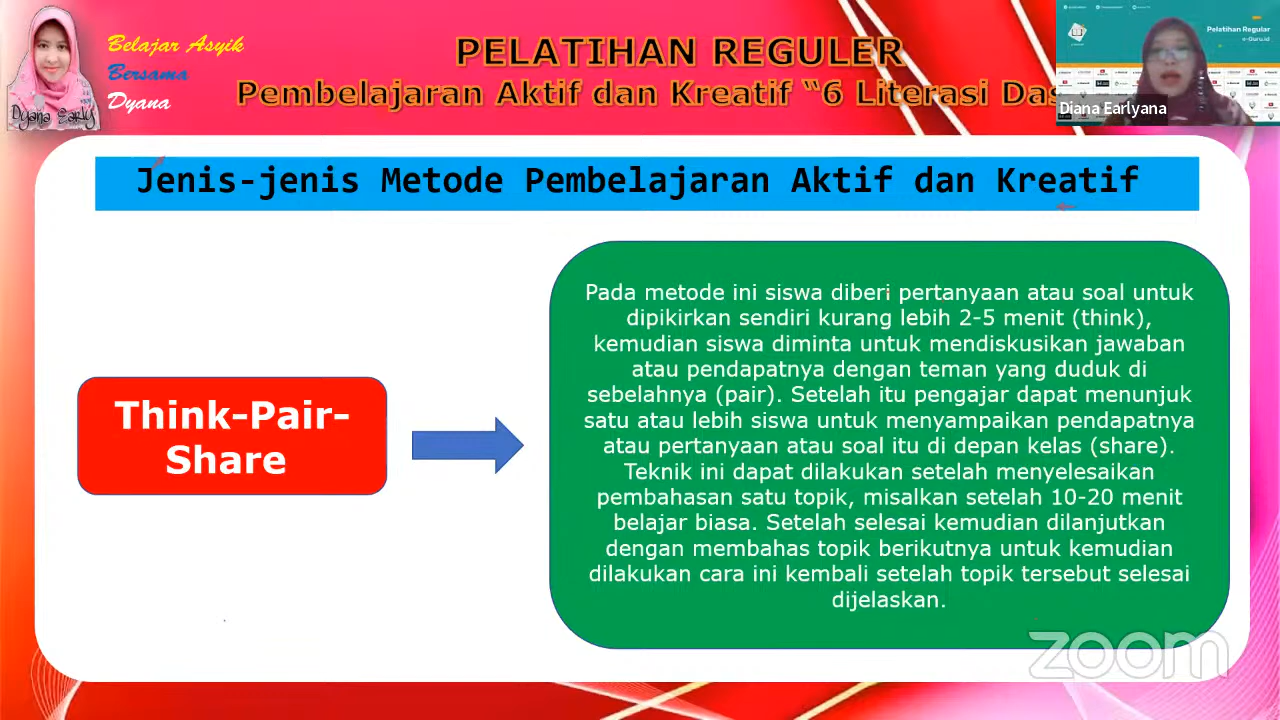 Belajar Asyik
Bersama
Dyana
Dyana Early
PELATIHAN REGULER
Pembelajaran Aktif dan Kreatif "6 Literasi Das
Pelatihan Regular
e-Guru.id
Diana Earlyana
Jenis-jenis Metode Pembelajaran Aktif dan Kreatif
Think-Pair-
Share
Pada metode ini siswa diberi pertanyaan atau soal untuk
dipikirkan sendiri kurang lebih 2-5 menit (think),
kemudian siswa diminta untuk mendiskusikan jawaban
atau pendapatnya dengan teman yang duduk di
sebelahnya (pair). Setelah itu pengajar dapat menunjuk
satu atau lebih siswa untuk menyampaikan pendapatnya
atau pertanyaan atau soal itu di depan kelas (share).
Teknik ini dapat dilakukan setelah menyelesaikan
pembahasan satu topik, misalkan setelah 10-20 menit
belajar biasa. Setelah selesai kemudian dilanjutkan
dengan membahas topik berikutnya untuk kemudian
dilakukan cara ini kembali setelah topik tersebut selesai
dijelaskan.
zoom